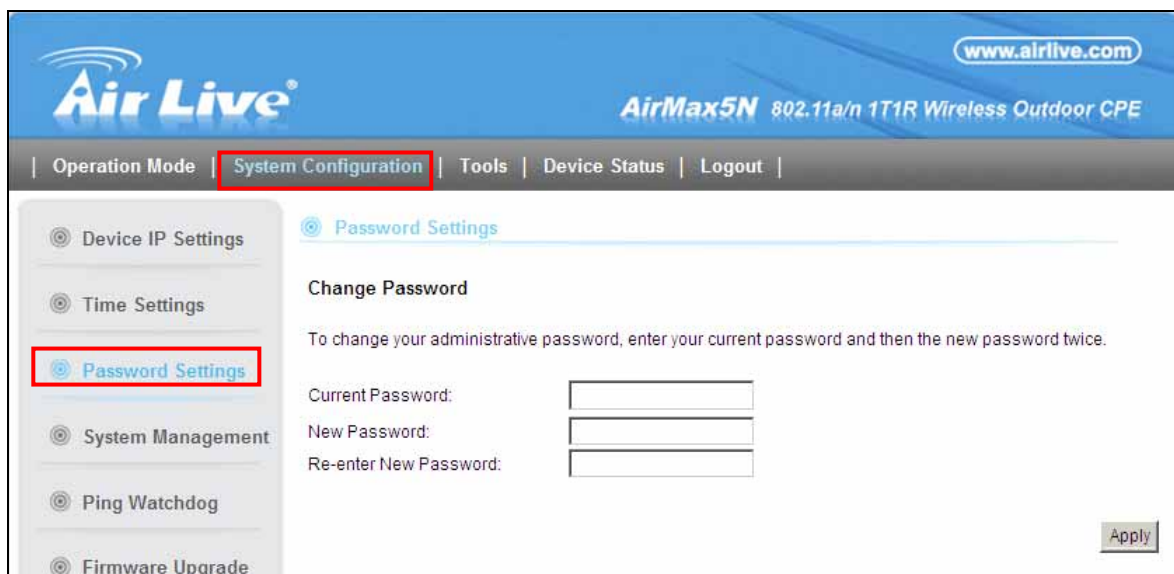 www.airlive.com
Air Live®
AirMax5N 802.11a/n 1T1R Wireless Outdoor CPE
| Operation Mode | System Configuration | Tools | Device Status | Logout |
Device IP Settings
Time Settings
Password Settings
System Management
Ping Watchdog
Firmware Upgrade
Password Settings
Change Password
To change your administrative password, enter your current password and then the new password twice.
Current Password:
New Password:
Re-enter New Password:
Apply